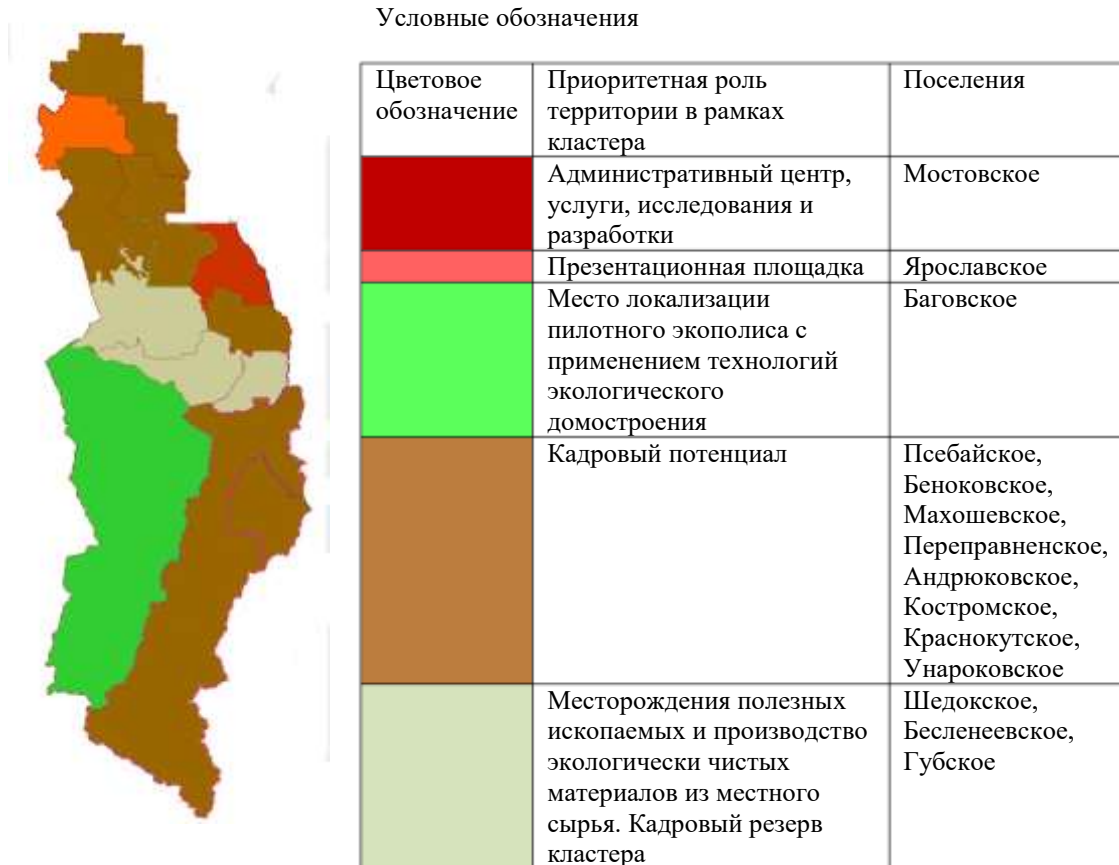 Условные обозначения
Цветовое обозначение
Приоритетная роль территории в рамках кластера
Поселения
Административный центр, услуги, исследования и разработки
Мостовское
Презентационная площадка
Ярославское
Место локализации пилотного экополиса с применением технологий экологического домостроения
Баговское
Кадровый потенциал
Псебайское,
Беноковское,
Махошевское,
Переправненское,
Андрюковское,
Костромское,
Краснокутское,
Унароковское
Месторождения полезных ископаемых и производство экологически чистых материалов из местного сырья. Кадровый резерв кластера
Шедокское,
Бесленеевское,
Губское